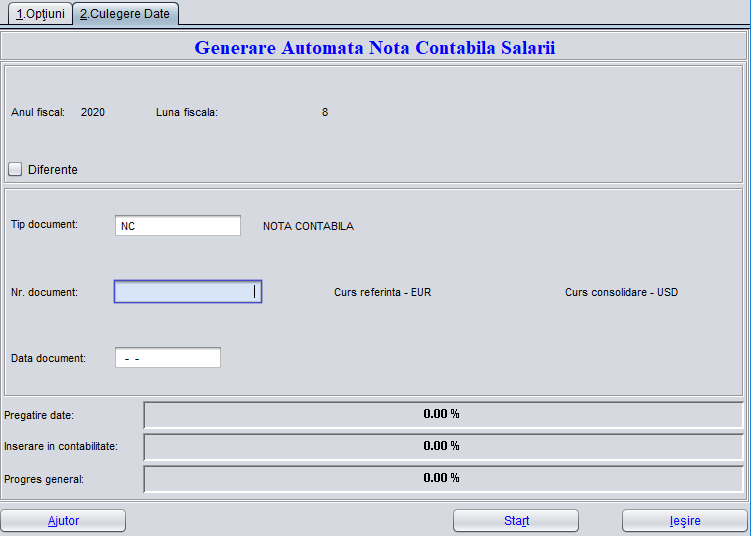 1.Opţiuni 2.Culegere Date
Generare Automata Nota Contabila Salarii
Anul fiscal: 2020 Luna fiscala: 8
Diferente
Tip document: NC NOTA CONTABILA
Nr. document: Curs referinta - EUR Curs consolidare - USD
Data document: - -
Pregatire date: 0.00 %
Inserare in contabilitate: 0.00 %
Progres general: 0.00 %
Ajutor Start Ieşire